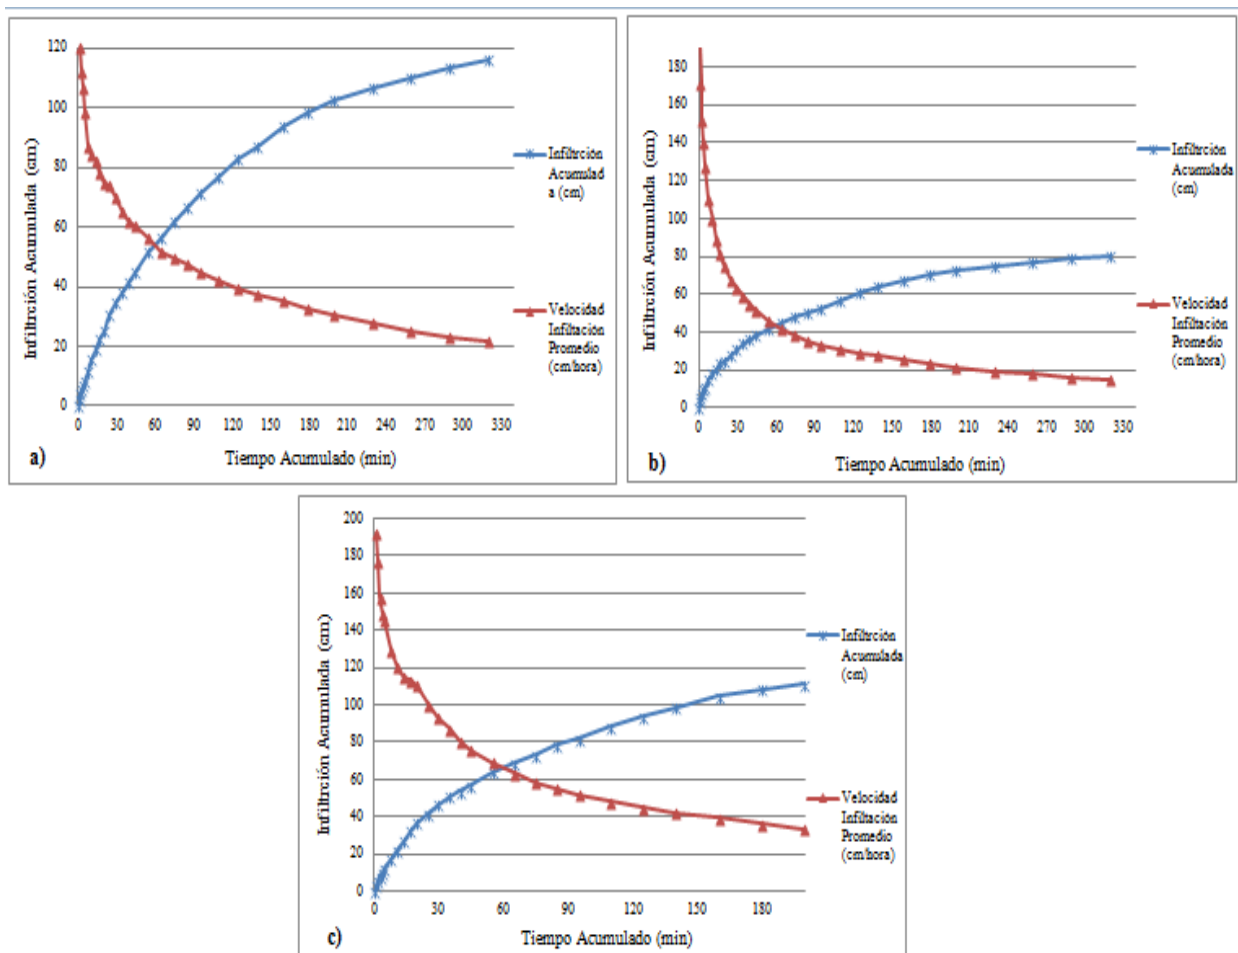 120
100
80
60
40
20
0
Infiltrción Acumulada (cm)
0 30 60 90 120 150 180 210 240 270 300 330
Tiempo Acumulado (min)
a)
Infiltrción
Acumulad
a (cm)
Velocidad
Infiltación
Promedio
(cm/hora)
180
160
140
120
100
80
60
40
20
0
Infiltrción Acumulada (cm)
0 30 60 90 120 150 180 210 240 270 300 330
Tiempo Acumulado (min)
b)
Infiltrción
Acumulada
(cm)
Velocidad
Infiltación
Promedio
(cm/hora)
200
180
160
140
120
100
80
60
40
20
0
Infiltrción Acumulada (cm)
0 30 60 90 120 150 180
Tiempo Acumulado (min)
c)
Infiltrción
Acumulada
(cm)
Velocidad
Infiltación
Promedio
(cm/hora)